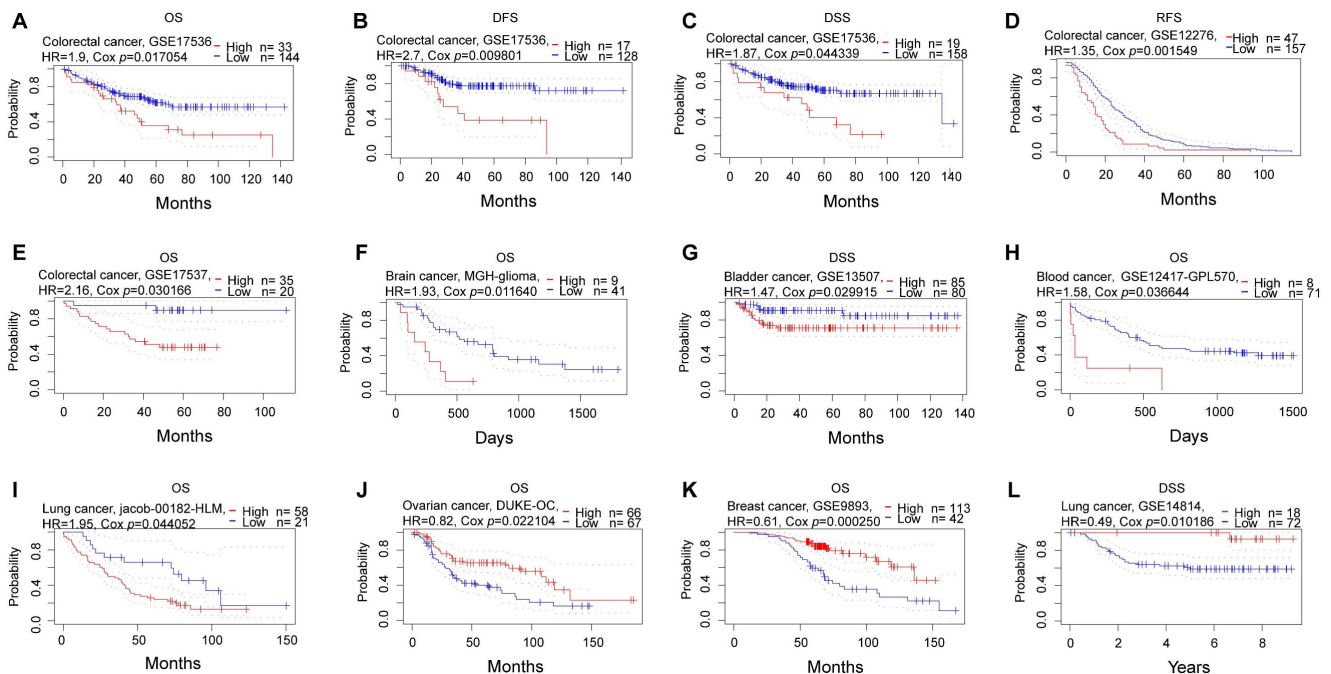 A
OS
Colorectal cancer, GSE17536, High n= 33
HR=1.9, Cox p=0.017054 Low n= 144
Probability
0.8
0.4
0.0
0 20 40 60 80 100 120 140
Months
B
DFS
Colorectal cancer, GSE17536, High n= 17
HR=2.7, Cox p=0.009801 Low n= 128
Probability
0.8
0.4
0.0
0 20 40 60 80 100 120 140
Months
C
DSS
Colorectal cancer, GSE17536, High n= 19
HR=1.87, Cox p=0.044339 Low n= 158
Probability
0.8
0.4
0.0
0 20 40 60 80 100 120 140
Months
D
RFS
Colorectal cancer, GSE12276, High n= 47
HR=1.35, Cox p=0.001549 Low n= 157
Probability
0.8
0.4
0.0
0 20 40 60 80 100
Months
E
OS
Colorectal cancer, GSE17537, High n= 35
HR=2.16, Cox p=0.030166 Low n= 20
Probability
0.8
0.4
0.0
0 20 40 60 80 100
Months
F
OS
Brain cancer, MGH-glioma, High n= 9
HR=1.93, Cox p=0.011640 Low n= 41
Probability
0.8
0.4
0.0
0 500 1000 1500
Days
G
DSS
Bladder cancer, GSE13507, High n= 85
HR=1.47, Cox p=0.029915 Low n= 80
Probability
0.8
0.4
0.0
0 20 40 60 80 100 120 140
Months
H
OS
Blood cancer, GSE12417-GPL570, High n= 8
HR=1.58, Cox p=0.036644 Low n= 71
Probability
0.8
0.4
0.0
0 500 1000 1500
Days
I
OS
Lung cancer, jacob-00182-HLM, High n= 58
HR=1.95, Cox p=0.044052 Low n= 21
Probability
0.8
0.4
0.0
0 50 100 150
Months
J
OS
Ovarian cancer, DUKE-OC, High n= 66
HR=0.82, Cox p=0.022104 Low n= 67
Probability
0.8
0.4
0.0
0 50 100 150
Months
K
OS
Breast cancer, GSE9893, High n= 113
HR=0.61, Cox p=0.000250 Low n= 42
Probability
0.8
0.4
0.0
0 50 100 150
Months
L
DSS
Lung cancer, GSE14814, High n= 18
HR=0.49, Cox p=0.010186 Low n= 72
Probability
0.8
0.4
0.0
0 2 4 6 8
Years